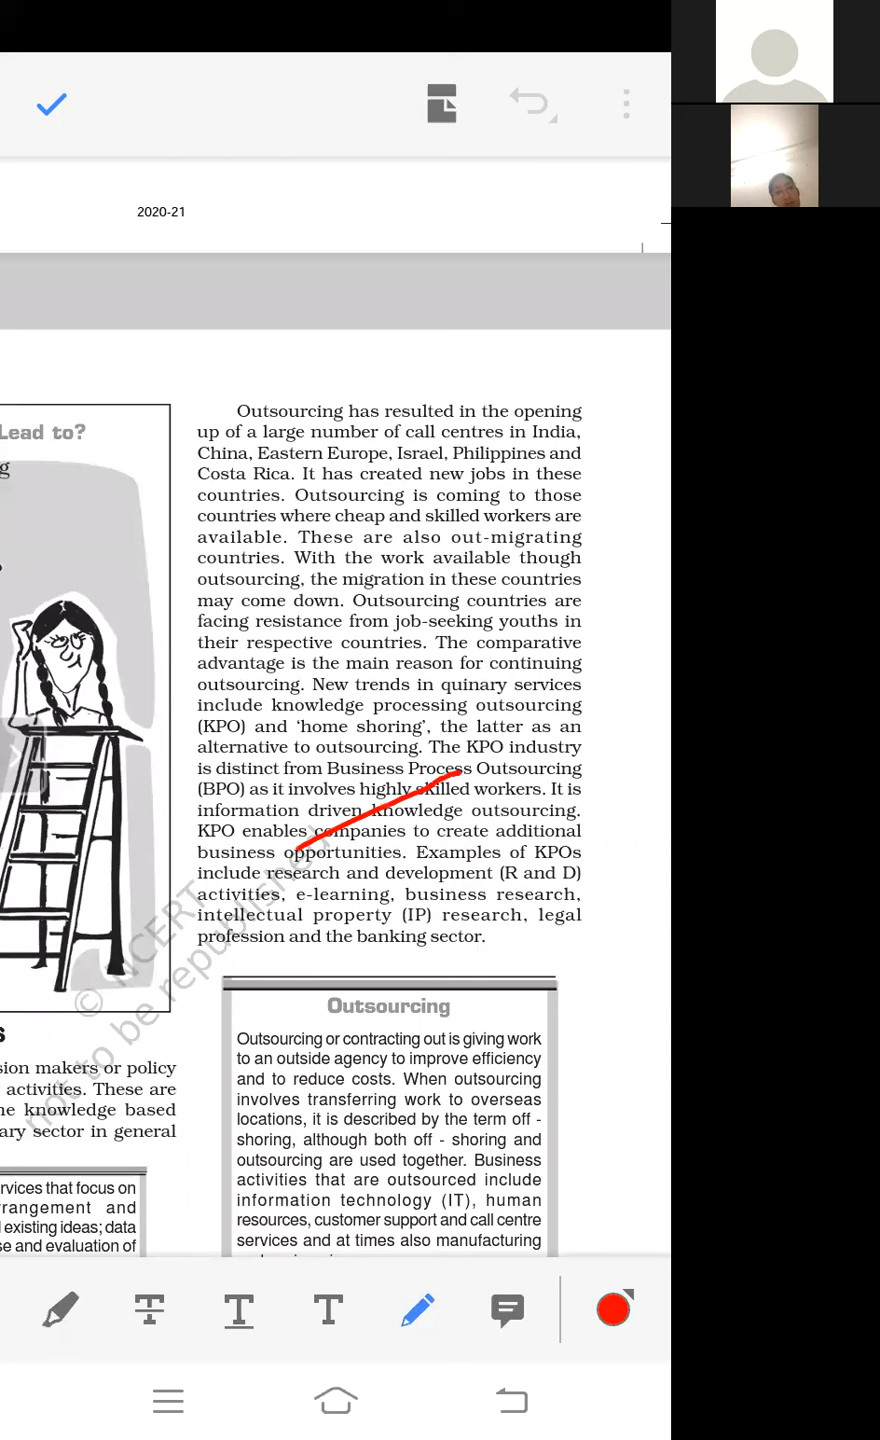 2020-21
Lead to?
g
Outsourcing has resulted in the opening
up of a large number of call centres in India,
China, Eastern Europe, Israel, Philippines and
Costa Rica. It has created new jobs in these
countries. Outsourcing is coming to those
countries where cheap and skilled workers are
available. These are also out-migrating
countries. With the work available though
outsourcing, the migration in these countries
may come down. Outsourcing countries are
facing resistance from job-seeking youths in
their respective countries. The comparative
advantage is the main reason for continuing
outsourcing. New trends in quinary services
include knowledge processing outsourcing
(KPO) and ‘home shoring’, the latter as an
alternative to outsourcing. The KPO industry
is distinct from Business Process Outsourcing
(BPO) as it involves highly skilled workers. It is
information driven knowledge outsourcing.
KPO enables companies to create additional
business opportunities. Examples of KPOs
include research and development (R and D)
activities, e-learning, business research,
intellectual property (IP) research, legal
profession and the banking sector.
© NCERT
not to be republished
s
sion makers or policy
activities. These are
he knowledge based
ary sector in general
rvices that focus on
rrangement and
existing ideas; data
se and evaluation of
Outsourcing
Outsourcing or contracting out is giving work
to an outside agency to improve efficiency
and to reduce costs. When outsourcing
involves transferring work to overseas
locations, it is described by the term off -
shoring, although both off - shoring and
outsourcing are used together. Business
activities that are outsourced include
information technology (IT), human
resources, customer support and call centre
services and at times also manufacturing